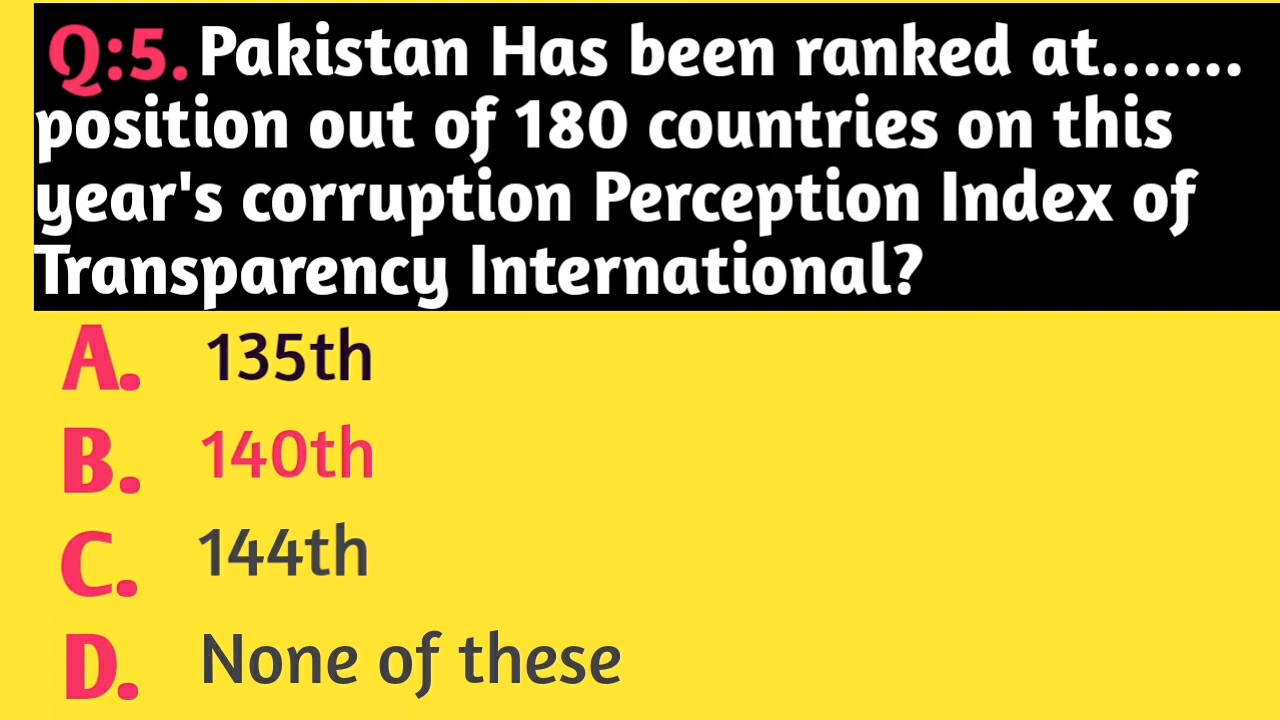 Q:5. Pakistan Has been ranked at.......
position out of 180 countries on this
year's corruption Perception Index of
Transparency International?
A. 135th
B. 140th
C. 144th
D. None of these